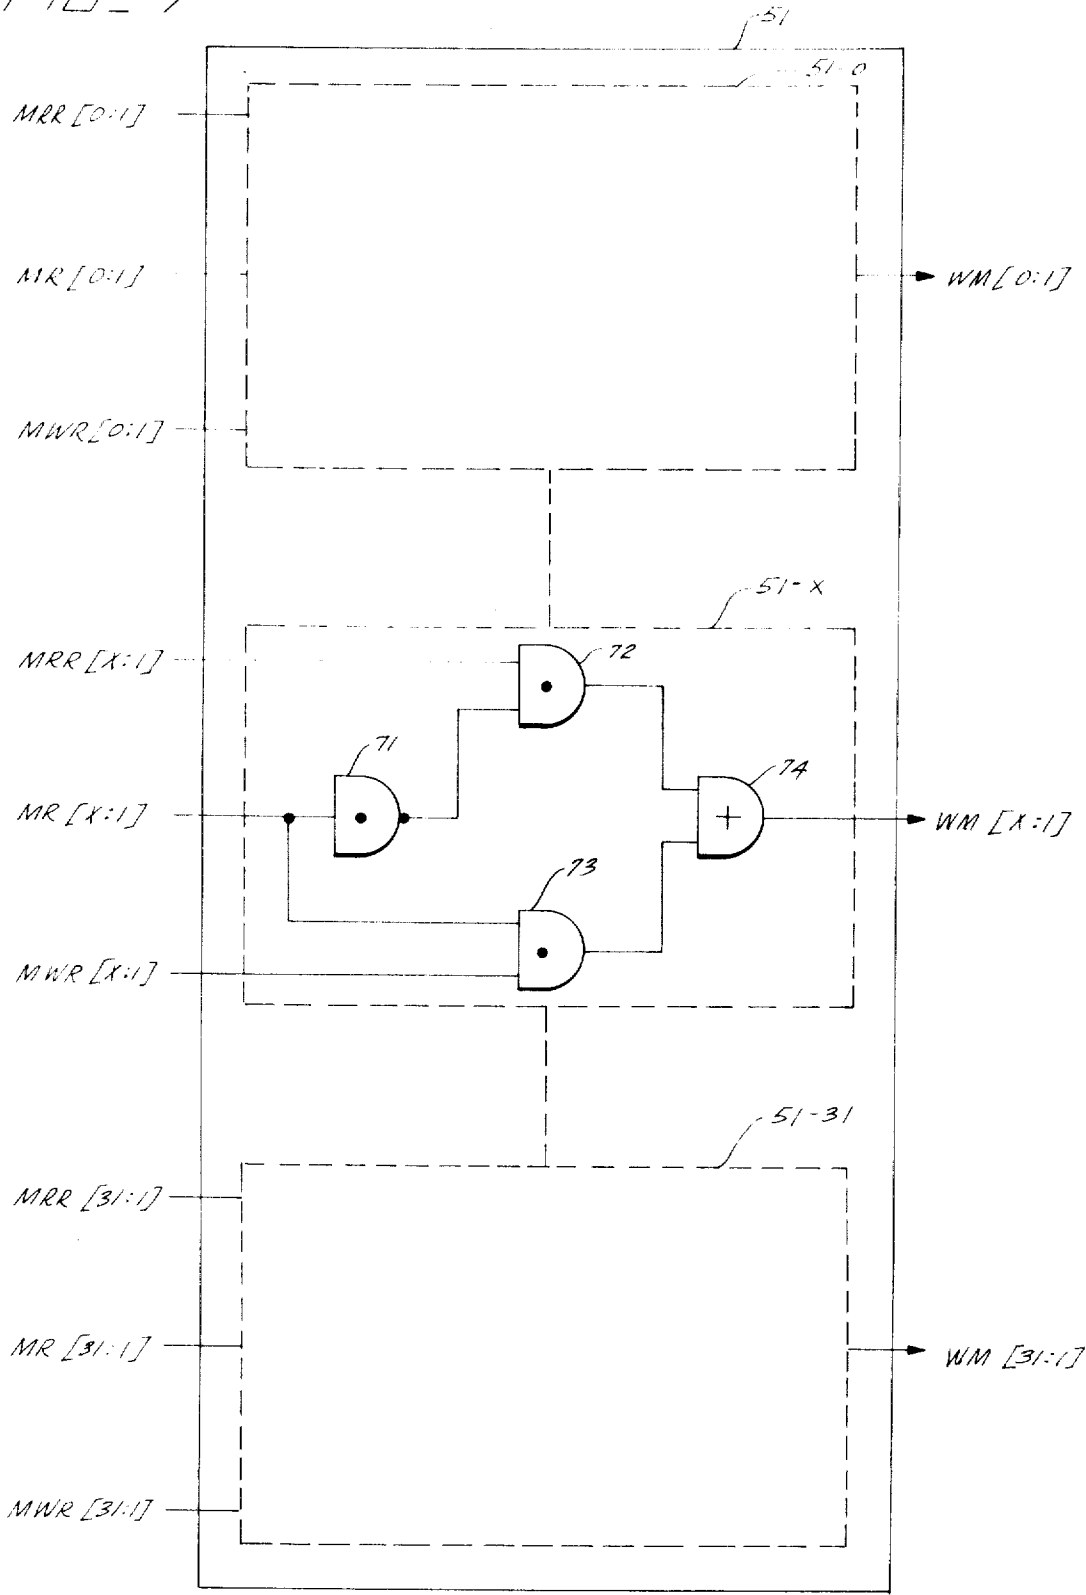 51
51-0
MRR [0:1]
MR [0:1]
WM [0:1]
MWR [0:1]
51-X
MRR [X:1]
72
71
74
MR [X:1]
+
WM [X:1]
73
MWR [X:1]
51-31
MRR [31:1]
MR [31:1]
WM [31:1]
MWR [31:1]